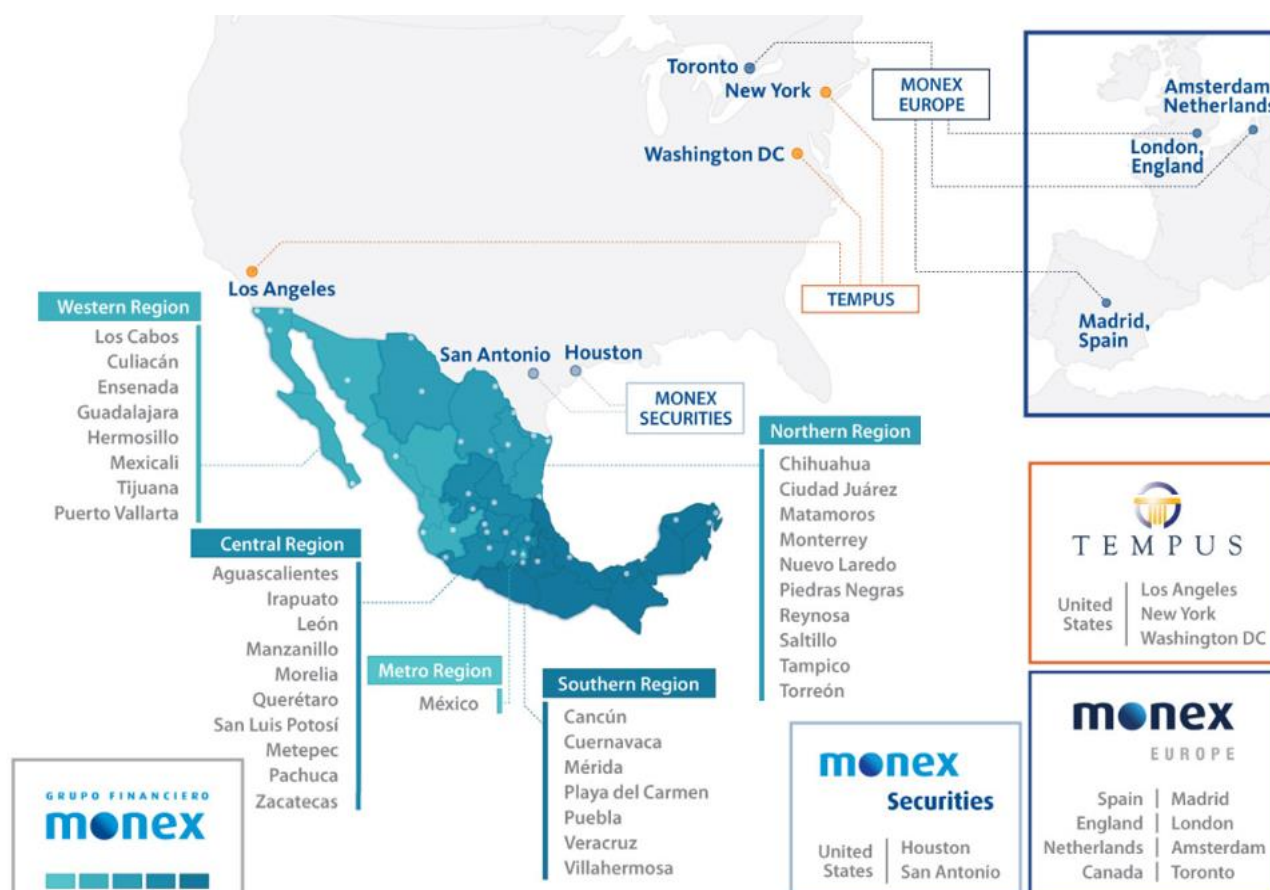 Toronto
New York
Washington DC
MONEX
EUROPE
Amsterdam
Netherlands
London,
England
Madrid,
Spain
Los Angeles
TEMPUS
San Antonio
Houston
MONEX
SECURITIES
Western Region
Los Cabos
Culiacán
Ensenada
Guadalajara
Hermosillo
Mexicali
Tijuana
Puerto Vallarta
Central Region
Aguascalientes
Irapuato
León
Manzanillo
Morelia
Querétaro
San Luis Potosí
Metepec
Pachuca
Zacatecas
Metro Region
México
Southern Region
Cancún
Cuernavaca
Mérida
Playa del Carmen
Puebla
Veracruz
Villahermosa
Northern Region
Chihuahua
Ciudad Juárez
Matamoros
Monterrey
Nuevo Laredo
Piedras Negras
Reynosa
Saltillo
Tampico
Torreón
GRUPO FINANCIERO
monex
monex
Securities
United States
Houston
San Antonio
TEMPUS
United States
Los Angeles
New York
Washington DC
monex
EUROPE
Spain | Madrid
England | London
Netherlands | Amsterdam
Canada | Toronto